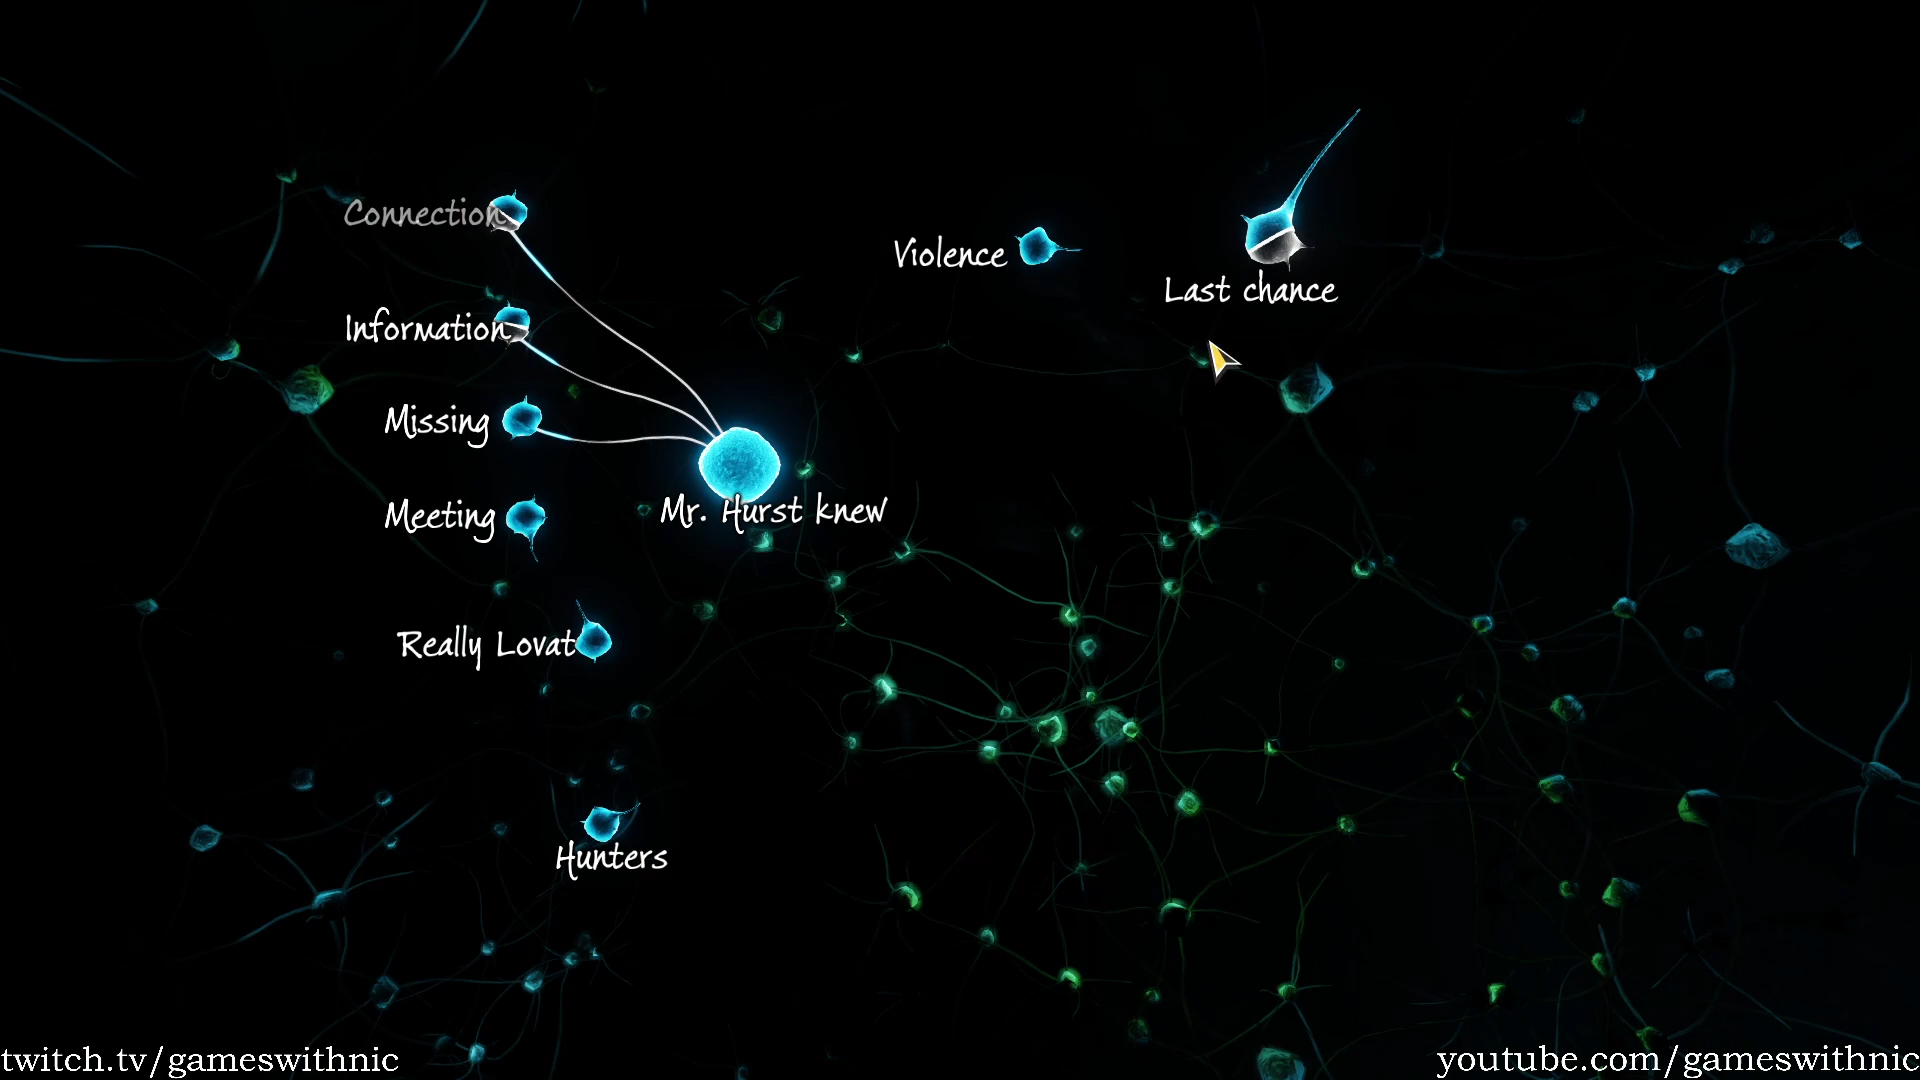 Connection
Violence
Last chance
Information
Missing
Meeting
Mr. Hurst knew
Really Lovat
Hunters
twitch.tv/gameswithnic
youtube.com/gameswithnic